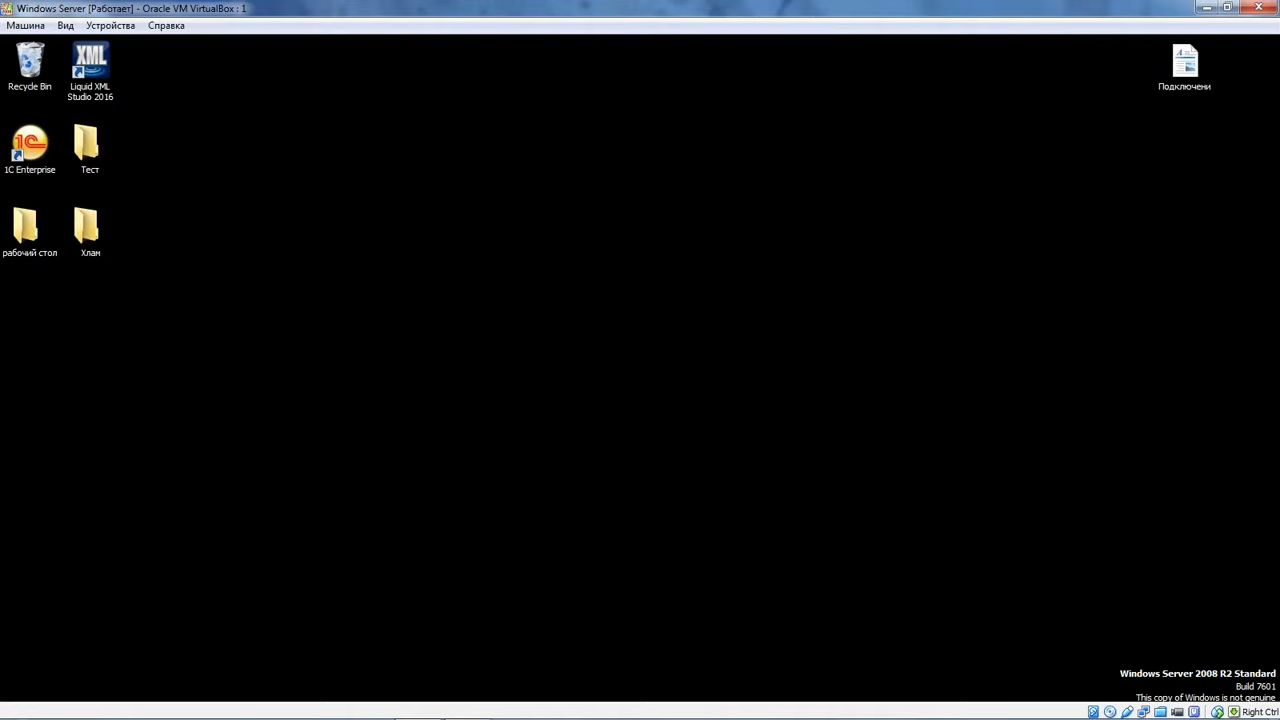 Windows Server [Работает] - Oracle VM VirtualBox : 1
Машина Вид Устройства Справка
Recycle Bin
XML
Liquid XML
Studio 2016
Подключени
1C
1C Enterprise
Тест
рабочий стол
Хлам
Windows Server 2008 R2 Standard
Build 7601
This copy of Windows is not genuine
Right Ctrl